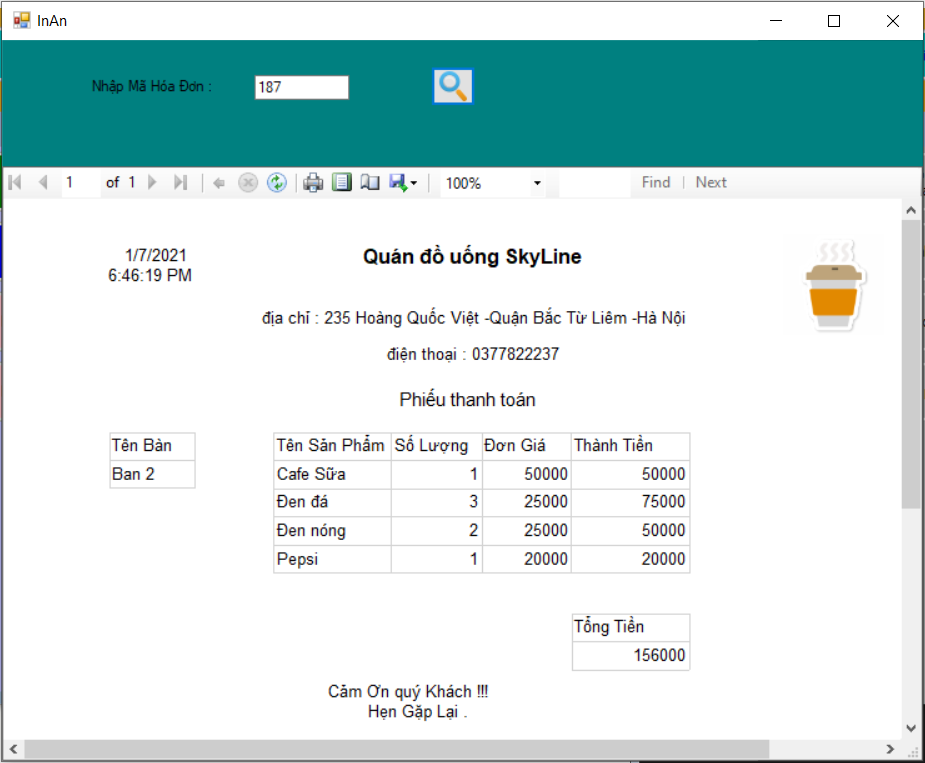 InAn
Nhập Mã Hóa Đơn : 187
1 of 1 100% Find Next
1/7/2021
6:46:19 PM
Quán đồ uống SkyLine
địa chỉ : 235 Hoàng Quốc Việt -Quận Bắc Từ Liêm -Hà Nội
điện thoại : 0377822237
Phiếu thanh toán
Tên Bàn
Ban 2
Tên Sản Phẩm Số Lượng Đơn Giá Thành Tiền
Cafe Sữa 1 50000 50000
Đen đá 3 25000 75000
Đen nóng 2 25000 50000
Pepsi 1 20000 20000
Tổng Tiền
156000
Cảm Ơn quý Khách !!!
Hẹn Gặp Lại .